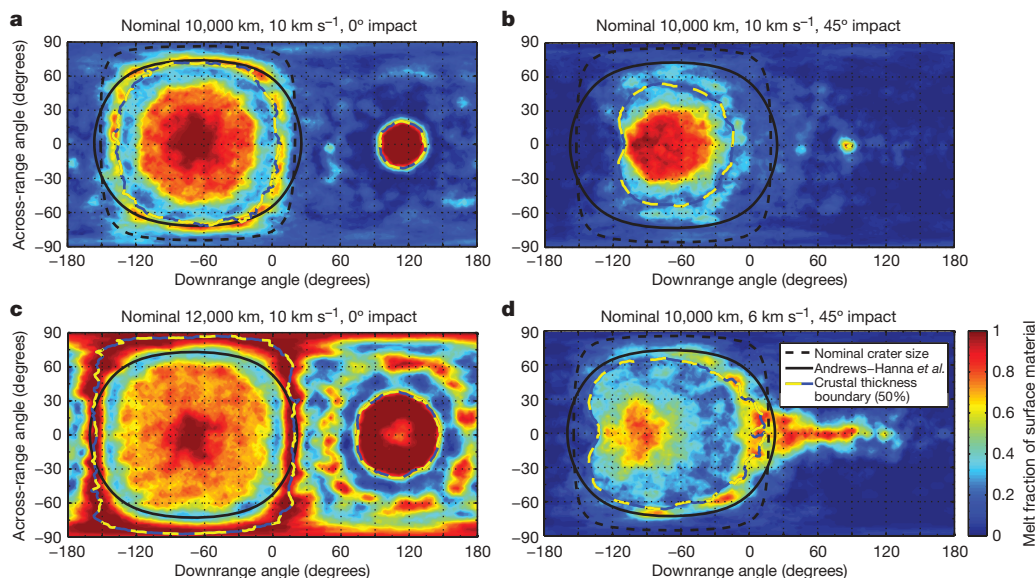 a
Nominal 10,000 km, 10 km s⁻¹, 0° impact
Across-range angle (degrees)
90
60
30
0
−30
−60
−90
−180 −120 −60 0 60 120 180
Downrange angle (degrees)
b
Nominal 10,000 km, 10 km s⁻¹, 45° impact
90
60
30
0
30
−60
−90
−180 −120 −60 0 60 120 180
Downrange angle (degrees)
c
Nominal 12,000 km, 10 km s⁻¹, 0° impact
Across-range angle (degrees)
90
60
30
0
−30
−60
−90
−180 −120 −60 0 60 120 180
Downrange angle (degrees)
d
Nominal 10,000 km, 6 km s⁻¹, 45° impact
90
60
30
0
−30
−60
−90
−180 −120 −60 0 60 120 180
Downrange angle (degrees)
Nominal crater size
Andrews–Hanna et al.
Crustal thickness
boundary (50%)
1
0.8
0.6
0.4
0.2
0
Melt fraction of surface material